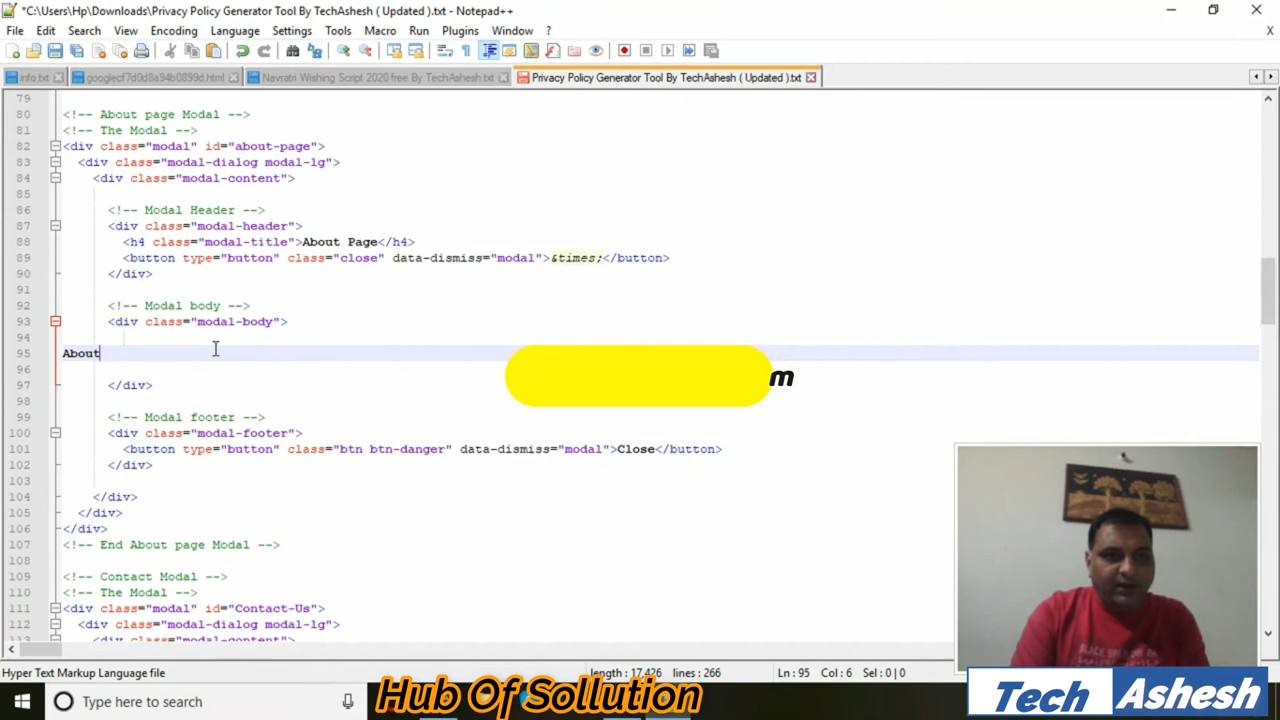 *C:\Users\Hp\Downloads\Privacy Policy Generator Tool By TechAshesh ( Updated ).txt - Notepad++
File Edit Search View Encoding Language Settings Tools Macro Run Plugins Window ? X
info.txt googlecf7d0d8a94b0899d.html Navratri Wishing Script 2020 free By TechAshesh.txt Privacy Policy Generator Tool By TechAshesh ( Updated ).txt
79
80 <!-- About page Modal -->
81 <!-- The Modal -->
82 <div class="modal" id="about-page">
83 <div class="modal-dialog modal-lg">
84 <div class="modal-content">
85
86 <!-- Modal Header -->
87 <div class="modal-header">
88 <h4 class="modal-title">About Page</h4>
89 <button type="button" class="close" data-dismiss="modal">&times;</button>
90 </div>
91
92 <!-- Modal body -->
93 <div class="modal-body">
94
95 About
96
97 </div>
98
99 <!-- Modal footer -->
100 <div class="modal-footer">
101 <button type="button" class="btn btn-danger" data-dismiss="modal">Close</button>
102 </div>
103
104 </div>
105 </div>
106 </div>
107 <!-- End About page Modal -->
108
109 <!-- Contact Modal -->
110 <!-- The Modal -->
111 <div class="modal" id="Contact-Us">
112 <div class="modal-dialog modal-lg">
113 <div class="modal-content">
m
Hyper Text Markup Language file length : 17,426 lines : 266 Ln : 95 Col : 6 Sel : 0 | 0
Type here to search
Hub Of Sollution
Tech Ashesh